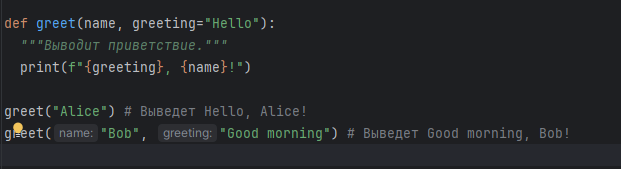 def greet(name, greeting="Hello"):
"""Выводит приветствие."""
print(f"{greeting}, {name}!")
greet("Alice") # Выведет Hello, Alice!
greet( name: "Bob", greeting: "Good morning") # Выведет Good morning, Bob!